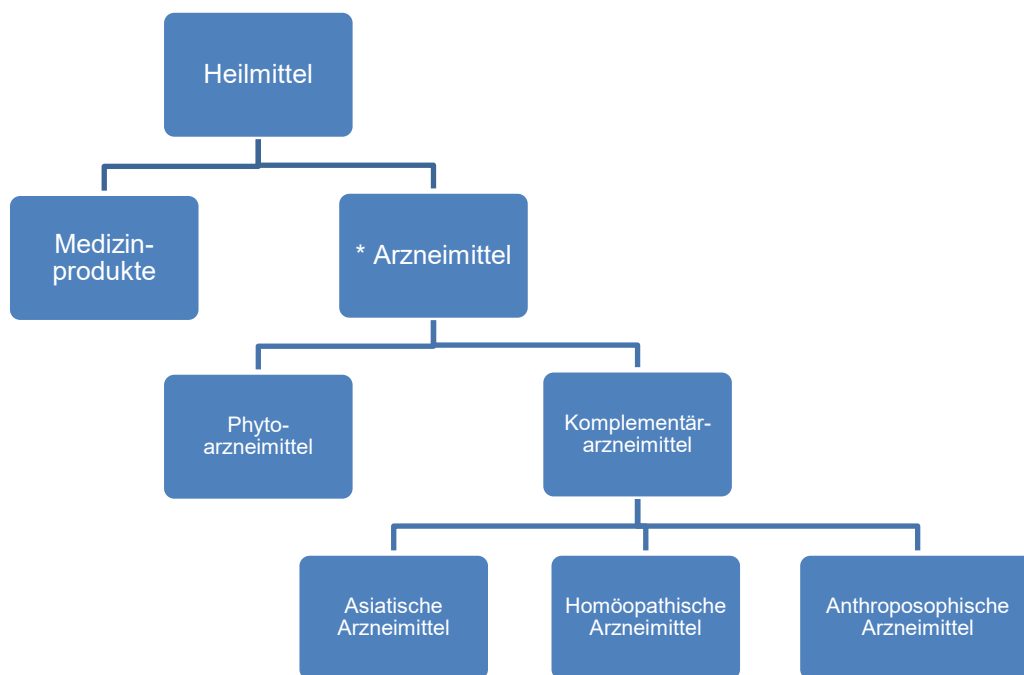 Heilmittel
Medizin-
produkte
* Arzneimittel
Phyto-
arzneimittel
Komplementär-
arzneimittel
Asiatische
Arzneimittel
Homöopathische
Arzneimittel
Anthroposophische
Arzneimittel